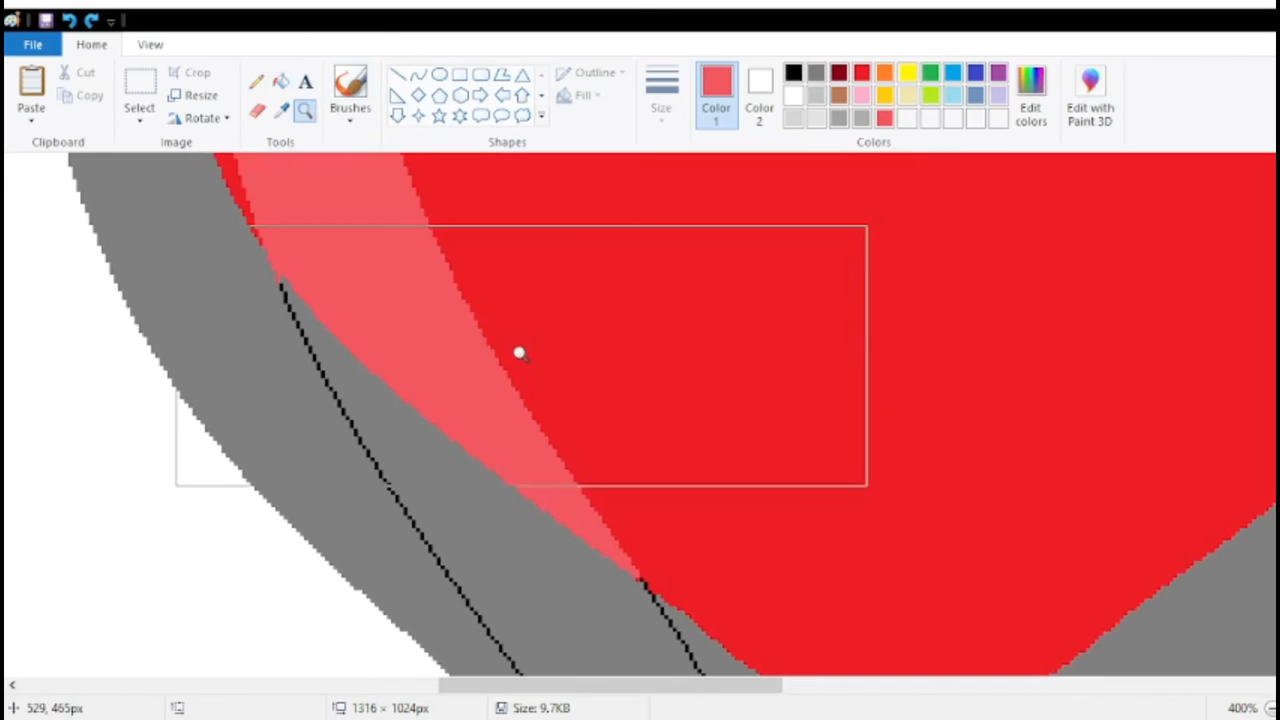 File Home View
Paste Cut Copy Clipboard
Select Crop Resize Rotate Image
A Tools
Brushes
Outline Fill Shapes
Size
Color 1 Color 2
Edit colors
Edit with Paint 3D
Colors
529, 465px 1316 × 1024px Size: 9.7KB 400%